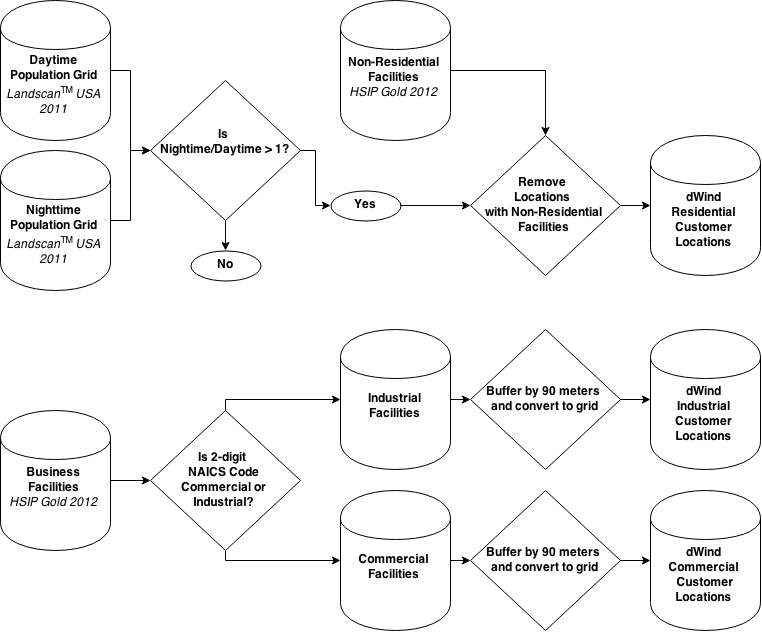 Daytime
Population Grid
Landscan™ USA
2011
Nighttime
Population Grid
Landscan™ USA
2011
Is
Nightime/Daytime > 1?
No
Yes
Non-Residential
Facilities
HSIP Gold 2012
Remove
Locations
with Non-Residential
Facilities
dWind
Residential
Customer
Locations
Business
Facilities
HSIP Gold 2012
Is 2-digit
NAICS Code
Commercial or
Industrial?
Industrial
Facilities
Buffer by 90 meters
and convert to grid
dWind
Industrial
Customer
Locations
Commercial
Facilities
Buffer by 90 meters
and convert to grid
dWind
Commercial
Customer
Locations